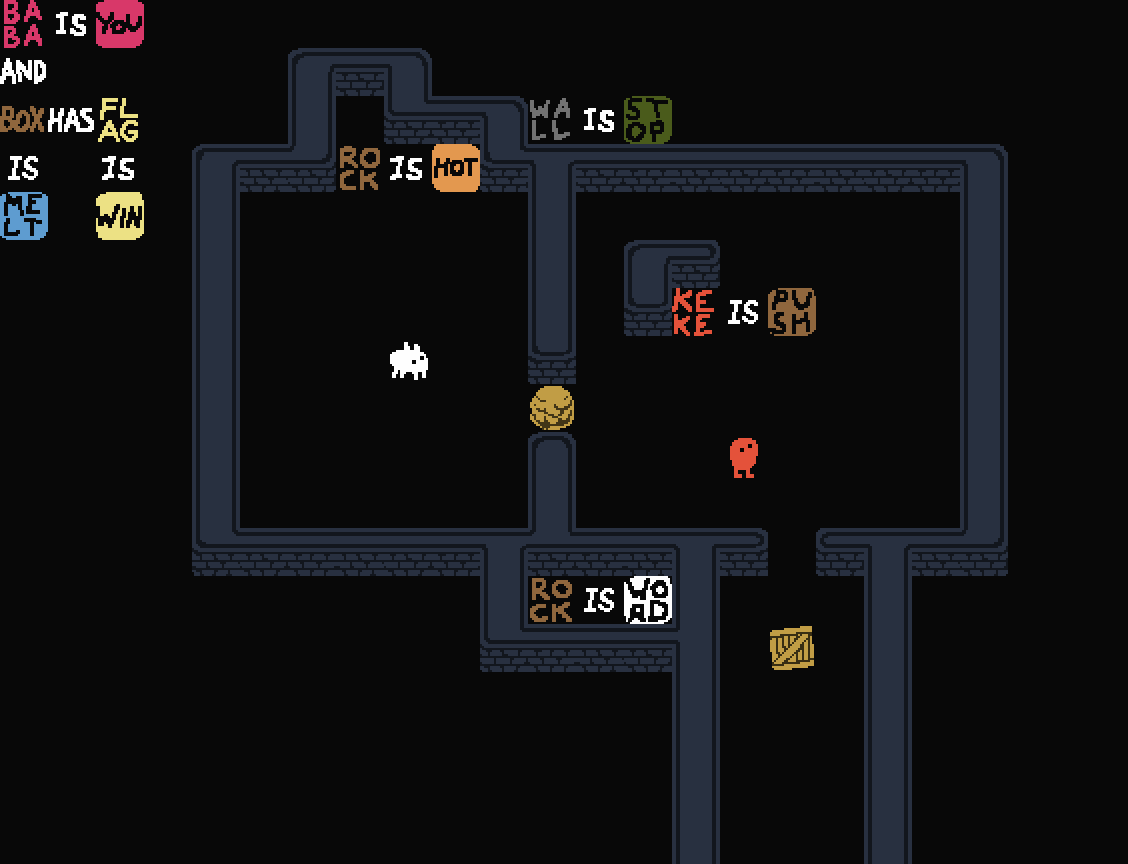 BABA IS YOU
AND
BOX HAS FLAG
IS IS
MELT WIN
WALL IS STOP
ROCK IS HOT
KEKE IS PUSH
ROCK IS WORD